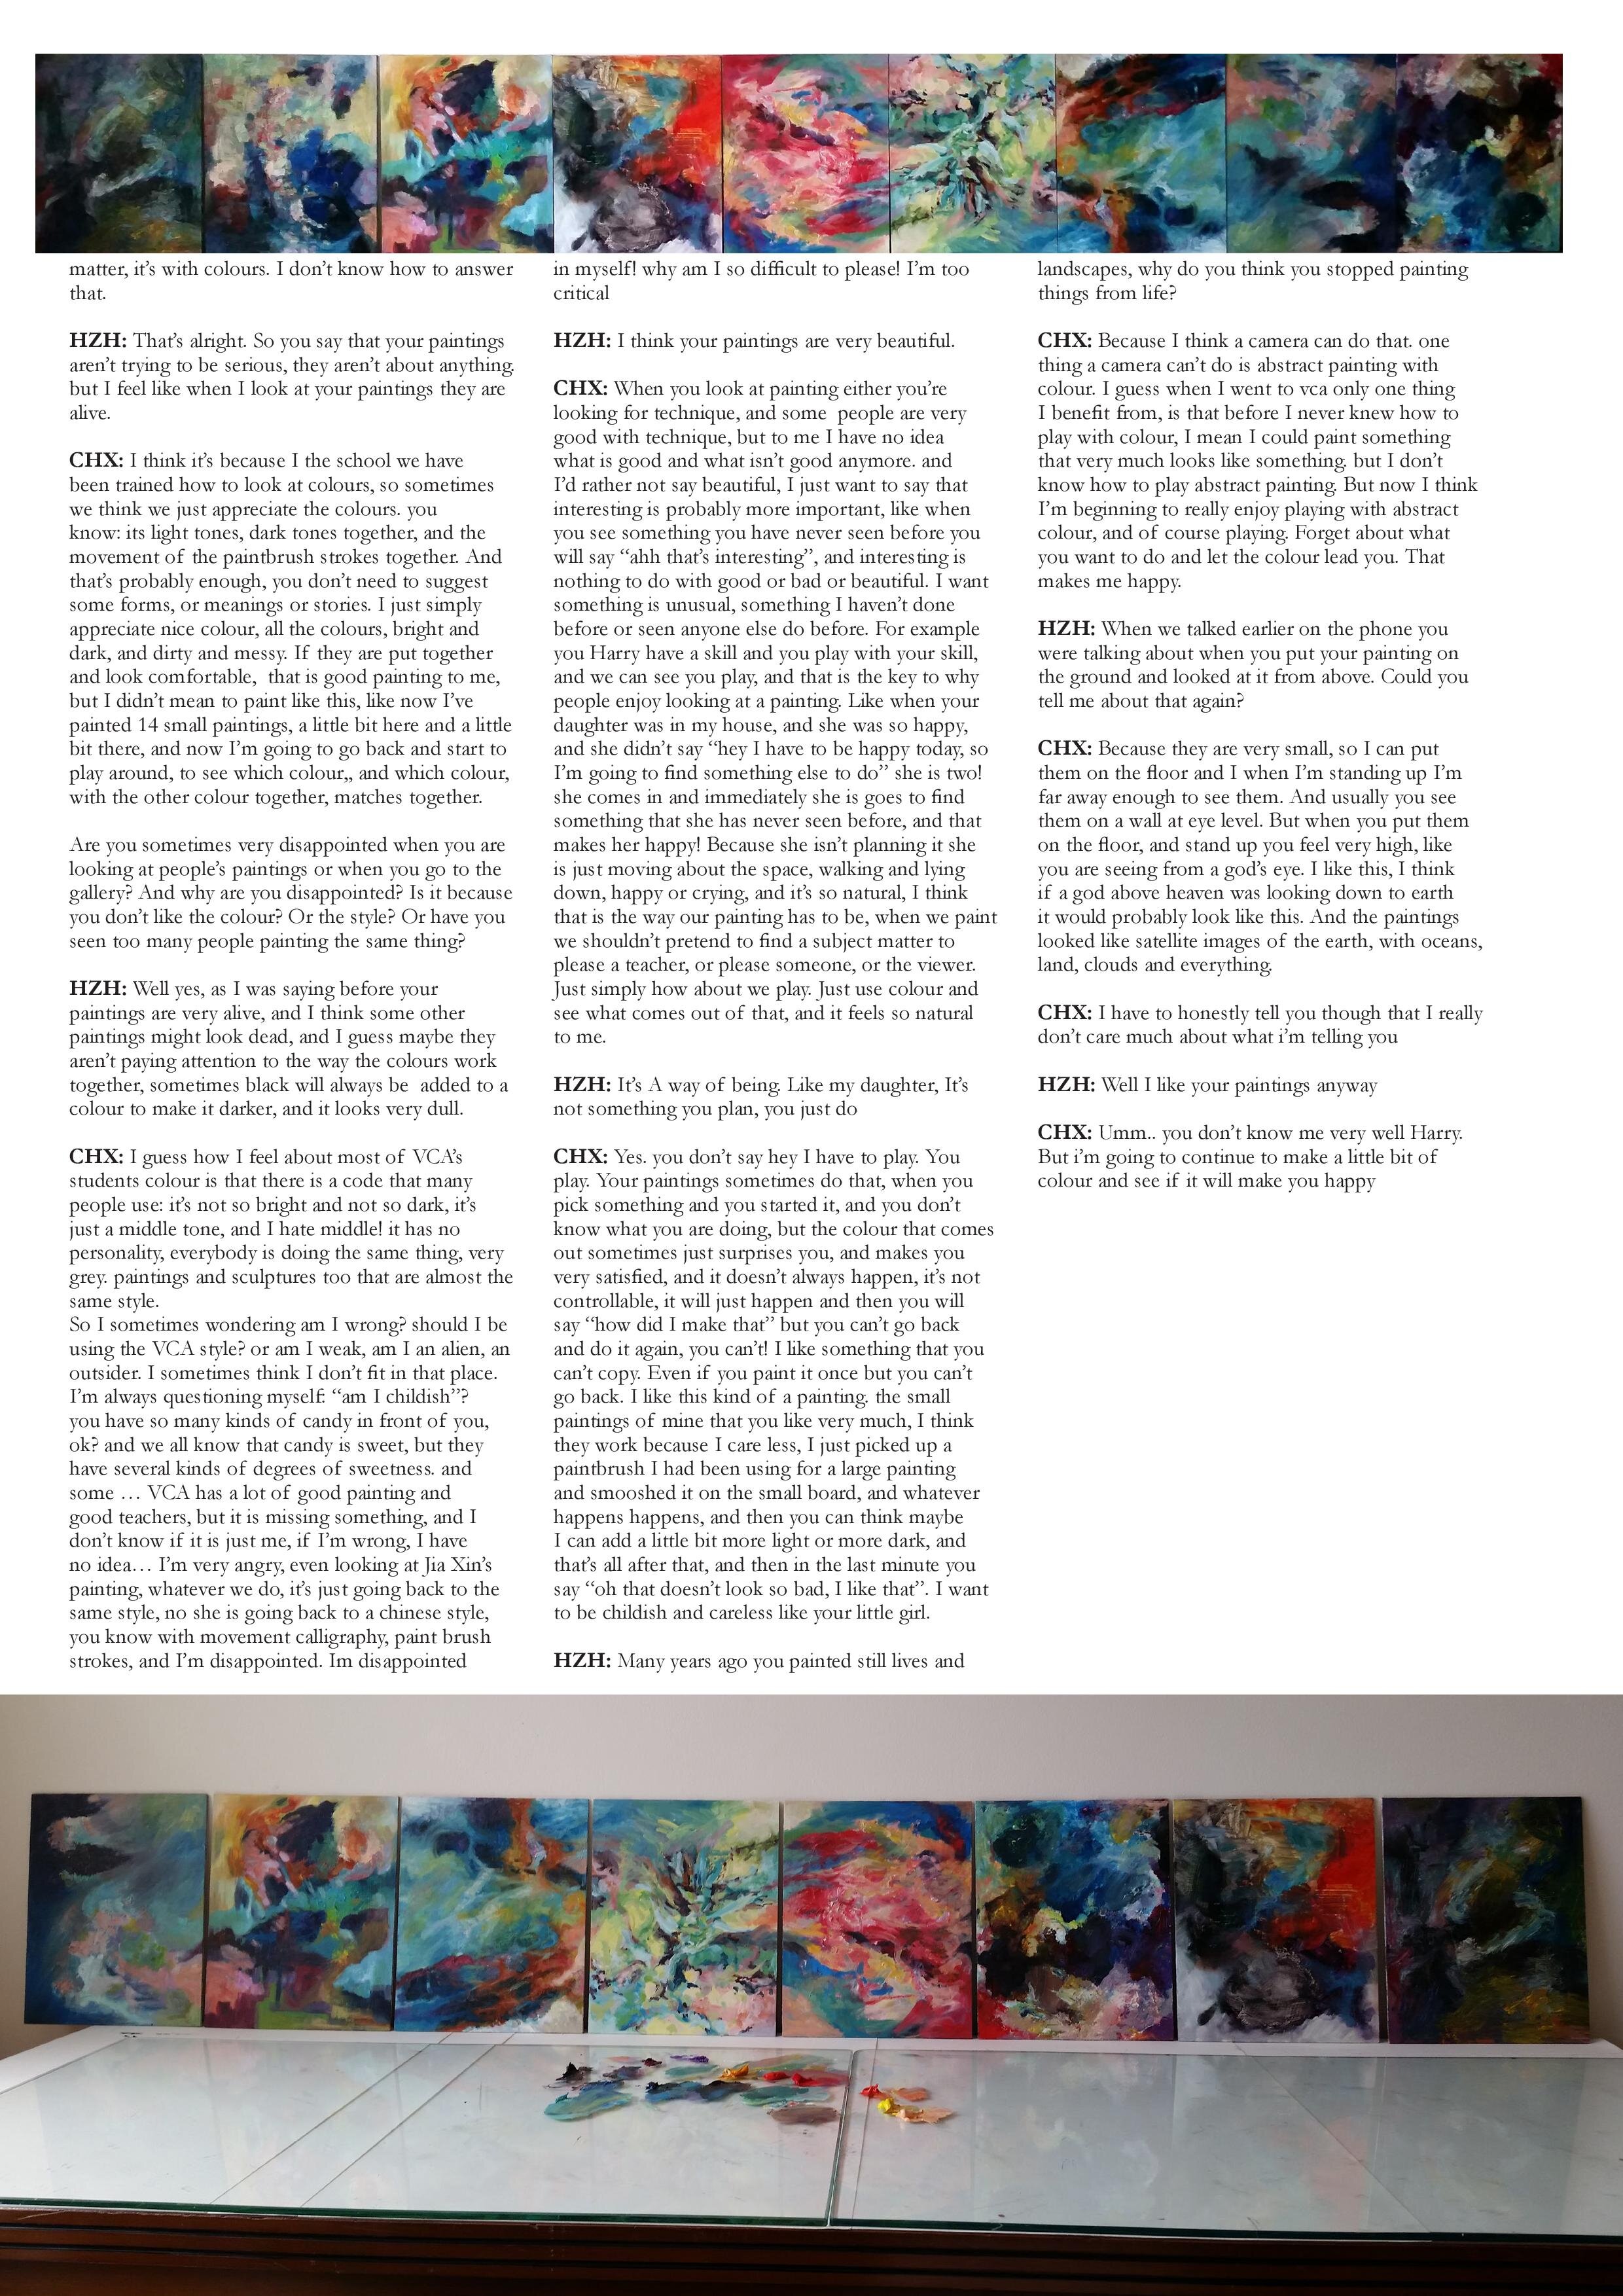 matter, it’s with colours. I don’t know how to answer
that.
HZH: That’s alright. So you say that your paintings
aren’t trying to be serious, they aren’t about anything.
but I feel like when I look at your paintings they are
alive.
CHX: I think it’s because I the school we have
been trained how to look at colours, so sometimes
we think we just appreciate the colours. you
know: its light tones, dark tones together, and the
movement of the paintbrush strokes together. And
that’s probably enough, you don’t need to suggest
some forms, or meanings or stories. I just simply
appreciate nice colour, all the colours, bright and
dark, and dirty and messy. If they are put together
and look comfortable,  that is good painting to me,
but I didn’t mean to paint like this, like now I’ve
painted 14 small paintings, a little bit here and a little
bit there, and now I’m going to go back and start to
play around, to see which colour,, and which colour,
with the other colour together, matches together.
Are you sometimes very disappointed when you are
looking at people’s paintings or when you go to the
gallery? And why are you disappointed? Is it because
you don’t like the colour? Or the style? Or have you
seen too many people painting the same thing?
HZH: Well yes, as I was saying before your
paintings are very alive, and I think some other
paintings might look dead, and I guess maybe they
aren’t paying attention to the way the colours work
together, sometimes black will always be  added to a
colour to make it darker, and it looks very dull.
CHX: I guess how I feel about most of VCA’s
students colour is that there is a code that many
people use: it’s not so bright and not so dark, it’s
just a middle tone, and I hate middle! it has no
personality, everybody is doing the same thing, very
grey. paintings and sculptures too that are almost the
same style.
So I sometimes wondering am I wrong? should I be
using the VCA style? or am I weak, am I an alien, an
outsider. I sometimes think I don’t fit in that place.
I’m always questioning myself: “am I childish”?
you have so many kinds of candy in front of you,
ok? and we all know that candy is sweet, but they
have several kinds of degrees of sweetness. and
some … VCA has a lot of good painting and
good teachers, but it is missing something, and I
don’t know if it is just me, if I’m wrong, I have
no idea… I’m very angry, even looking at Jia Xin’s
painting, whatever we do, it’s just going back to the
same style, no she is going back to a chinese style,
you know with movement calligraphy, paint brush
strokes, and I’m disappointed. Im disappointed
in myself! why am I so difficult to please! I’m too
critical
HZH: I think your paintings are very beautiful.
CHX: When you look at painting either you’re
looking for technique, and some  people are very
good with technique, but to me I have no idea
what is good and what isn’t good anymore. and
I’d rather not say beautiful, I just want to say that
interesting is probably more important, like when
you see something you have never seen before you
will say “ahh that’s interesting”, and interesting is
nothing to do with good or bad or beautiful. I want
something is unusual, something I haven’t done
before or seen anyone else do before. For example
you Harry have a skill and you play with your skill,
and we can see you play, and that is the key to why
people enjoy looking at a painting. Like when your
daughter was in my house, and she was so happy,
and she didn’t say “hey I have to be happy today, so
I’m going to find something else to do” she is two!
she comes in and immediately she is goes to find
something that she has never seen before, and that
makes her happy! Because she isn’t planning it she
is just moving about the space, walking and lying
down, happy or crying, and it’s so natural, I think
that is the way our painting has to be, when we paint
we shouldn’t pretend to find a subject matter to
please a teacher, or please someone, or the viewer.
Just simply how about we play. Just use colour and
see what comes out of that, and it feels so natural
to me.
HZH: It’s A way of being. Like my daughter, It’s
not something you plan, you just do
CHX: Yes. you don’t say hey I have to play. You
play. Your paintings sometimes do that, when you
pick something and you started it, and you don’t
know what you are doing, but the colour that comes
out sometimes just surprises you, and makes you
very satisfied, and it doesn’t always happen, it’s not
controllable, it will just happen and then you will
say “how did I make that” but you can’t go back
and do it again, you can’t! I like something that you
can’t copy. Even if you paint it once but you can’t
go back. I like this kind of a painting. the small
paintings of mine that you like very much, I think
they work because I care less, I just picked up a
paintbrush I had been using for a large painting
and smooshed it on the small board, and whatever
happens happens, and then you can think maybe
I can add a little bit more light or more dark, and
that’s all after that, and then in the last minute you
say “oh that doesn’t look so bad, I like that”. I want
to be childish and careless like your little girl.
HZH: Many years ago you painted still lives and
landscapes, why do you think you stopped painting
things from life?
CHX: Because I think a camera can do that. one
thing a camera can’t do is abstract painting with
colour. I guess when I went to vca only one thing
I benefit from, is that before I never knew how to
play with colour, I mean I could paint something
that very much looks like something. but I don’t
know how to play abstract painting. But now I think
I’m beginning to really enjoy playing with abstract
colour, and of course playing. Forget about what
you want to do and let the colour lead you. That
makes me happy.
HZH: When we talked earlier on the phone you
were talking about when you put your painting on
the ground and looked at it from above. Could you
tell me about that again?
CHX: Because they are very small, so I can put
them on the floor and I when I’m standing up I’m
far away enough to see them. And usually you see
them on a wall at eye level. But when you put them
on the floor, and stand up you feel very high, like
you are seeing from a god’s eye. I like this, I think
if a god above heaven was looking down to earth
it would probably look like this. And the paintings
looked like satellite images of the earth, with oceans,
land, clouds and everything.
CHX: I have to honestly tell you though that I really
don’t care much about what i’m telling you
HZH: Well I like your paintings anyway
CHX: Umm.. you don’t know me very well Harry.
But i’m going to continue to make a little bit of
colour and see if it will make you happy